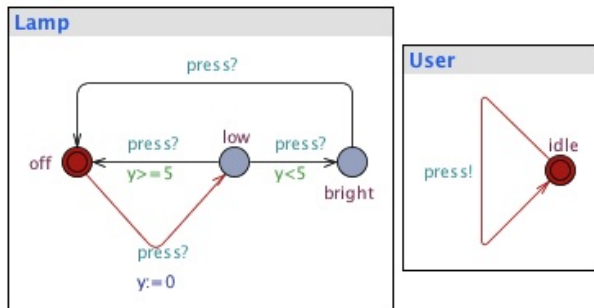 Lamp
press?
off
press?
y>=5
low
press?
y<5
bright
press?
y:=0
User
idle
press!